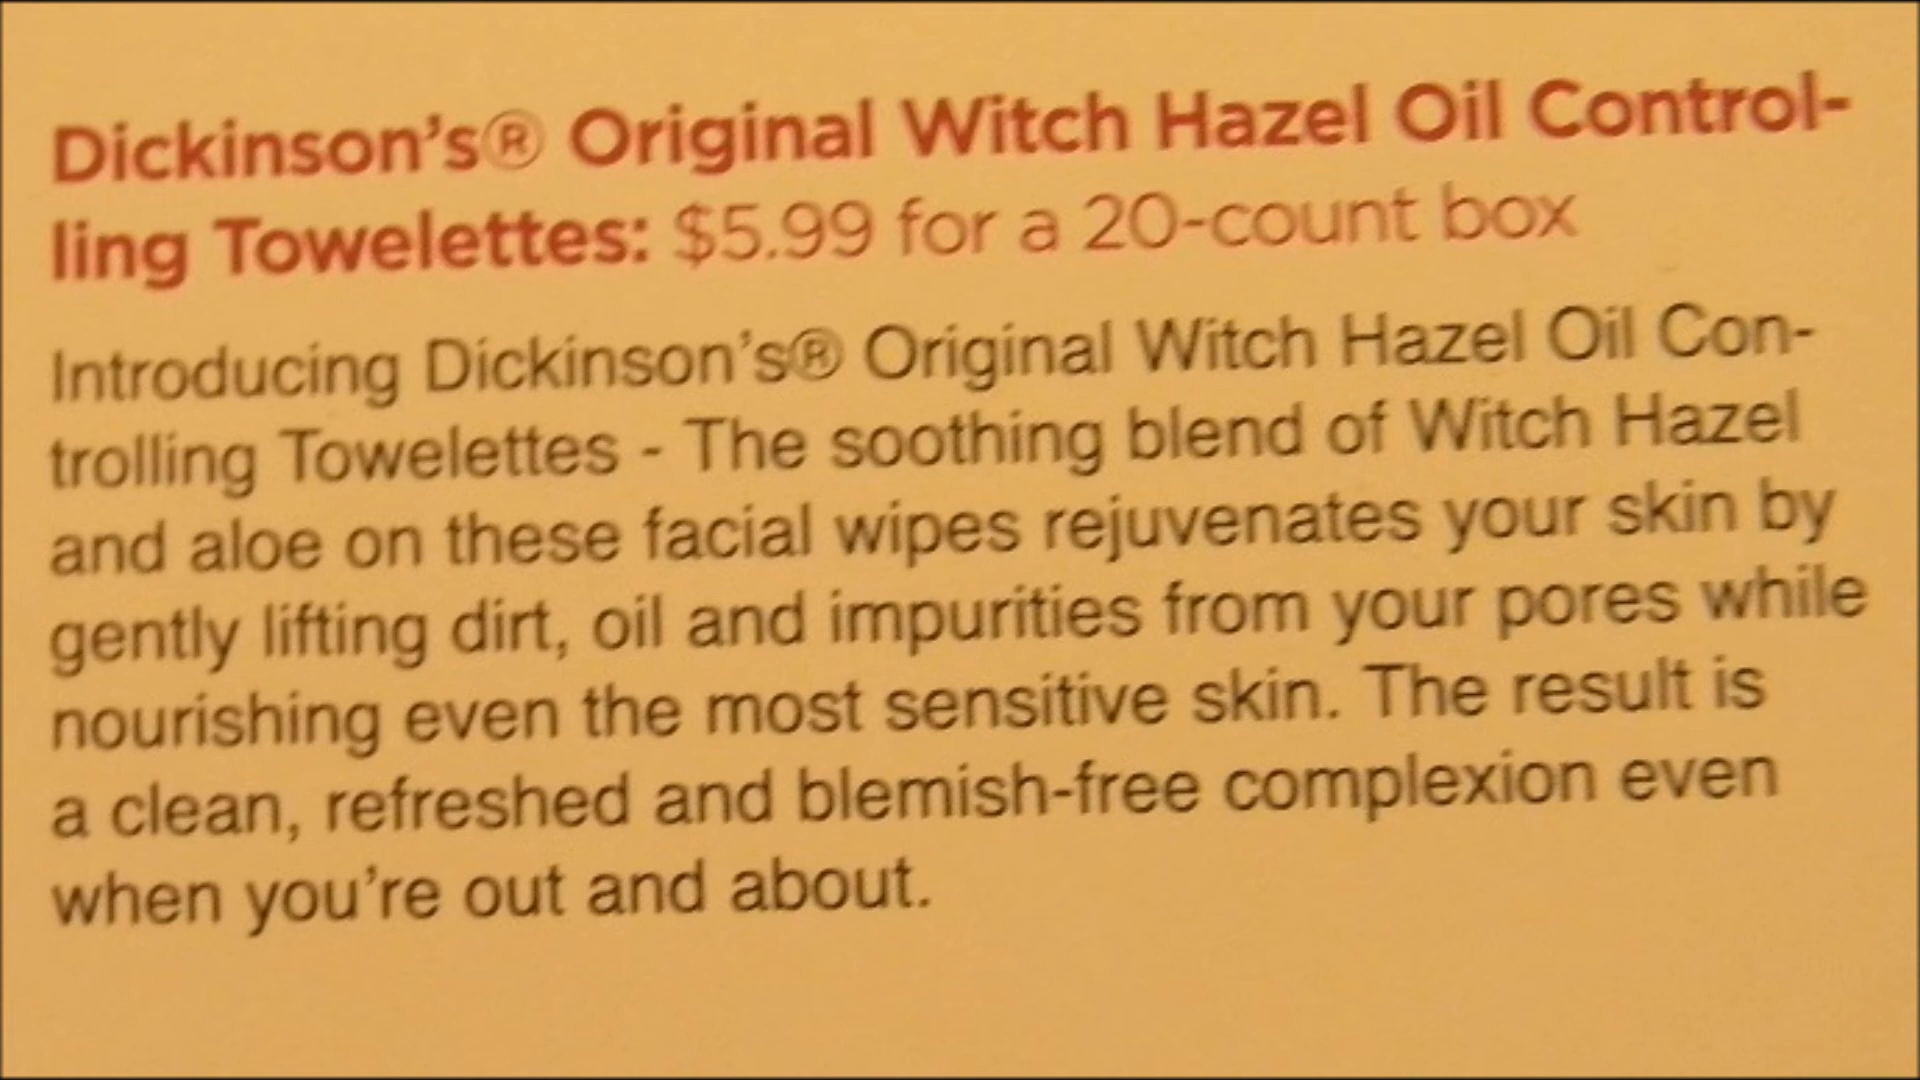 Dickinson's® Original Witch Hazel Oil Control-
ling Towelettes: $5.99 for a 20-count box
Introducing Dickinson's® Original Witch Hazel Oil Con-
trolling Towelettes - The soothing blend of Witch Hazel
and aloe on these facial wipes rejuvenates your skin by
gently lifting dirt, oil and impurities from your pores while
nourishing even the most sensitive skin. The result is
a clean, refreshed and blemish-free complexion even
when you're out and about.